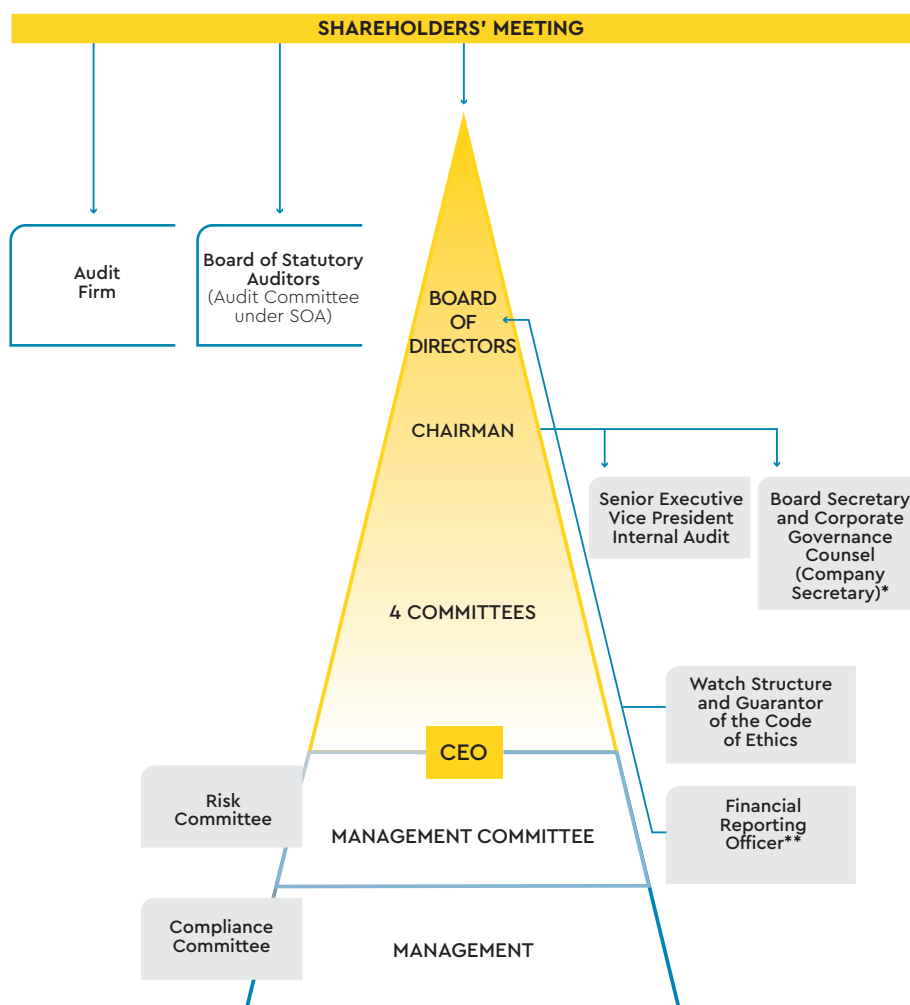 SHAREHOLDERS' MEETING
Audit
Firm
Board of Statutory
Auditors
(Audit Committee
under SOA)
BOARD
OF
DIRECTORS
CHAIRMAN
Senior Executive
Vice President
Internal Audit
Board Secretary
and Corporate
Governance
Counsel
(Company
Secretary)*
4 COMMITTEES
Watch Structure
and Guarantor
of the Code
of Ethics
CEO
Risk
Committee
MANAGEMENT COMMITTEE
Financial
Reporting
Officer**
Compliance
Committee
MANAGEMENT